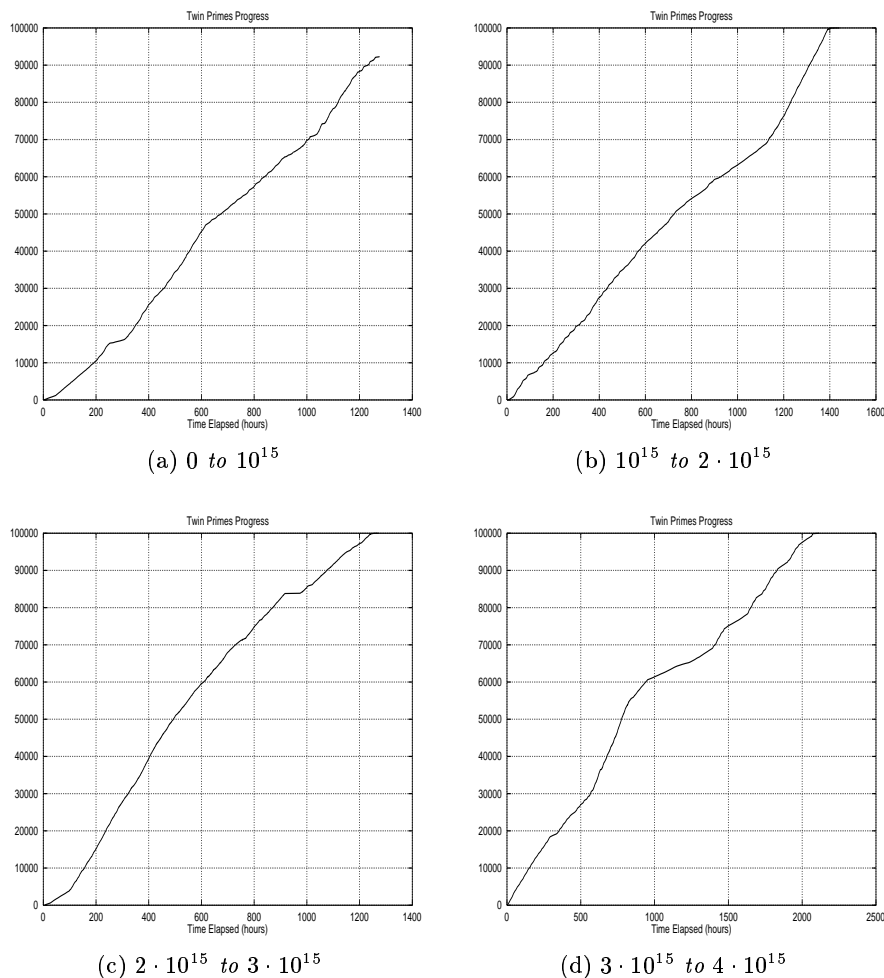 Twin Primes Progress
100000
90000
80000
70000
60000
50000
40000
30000
20000
10000
0
0 200 400 600 800 1000 1200 1400
Time Elapsed (hours)
(a) 0 to 10^15
Twin Primes Progress
100000
90000
80000
70000
60000
50000
40000
30000
20000
10000
0
0 200 400 600 800 1000 1200 1400 1600
Time Elapsed (hours)
(b) 10^15 to 2 · 10^15
Twin Primes Progress
100000
90000
80000
70000
60000
50000
40000
30000
20000
10000
0
0 200 400 600 800 1000 1200 1400
Time Elapsed (hours)
(c) 2 · 10^15 to 3 · 10^15
Twin Primes Progress
100000
90000
80000
70000
60000
50000
40000
30000
20000
10000
0
0 500 1000 1500 2000 2500
Time Elapsed (hours)
(d) 3 · 10^15 to 4 · 10^15